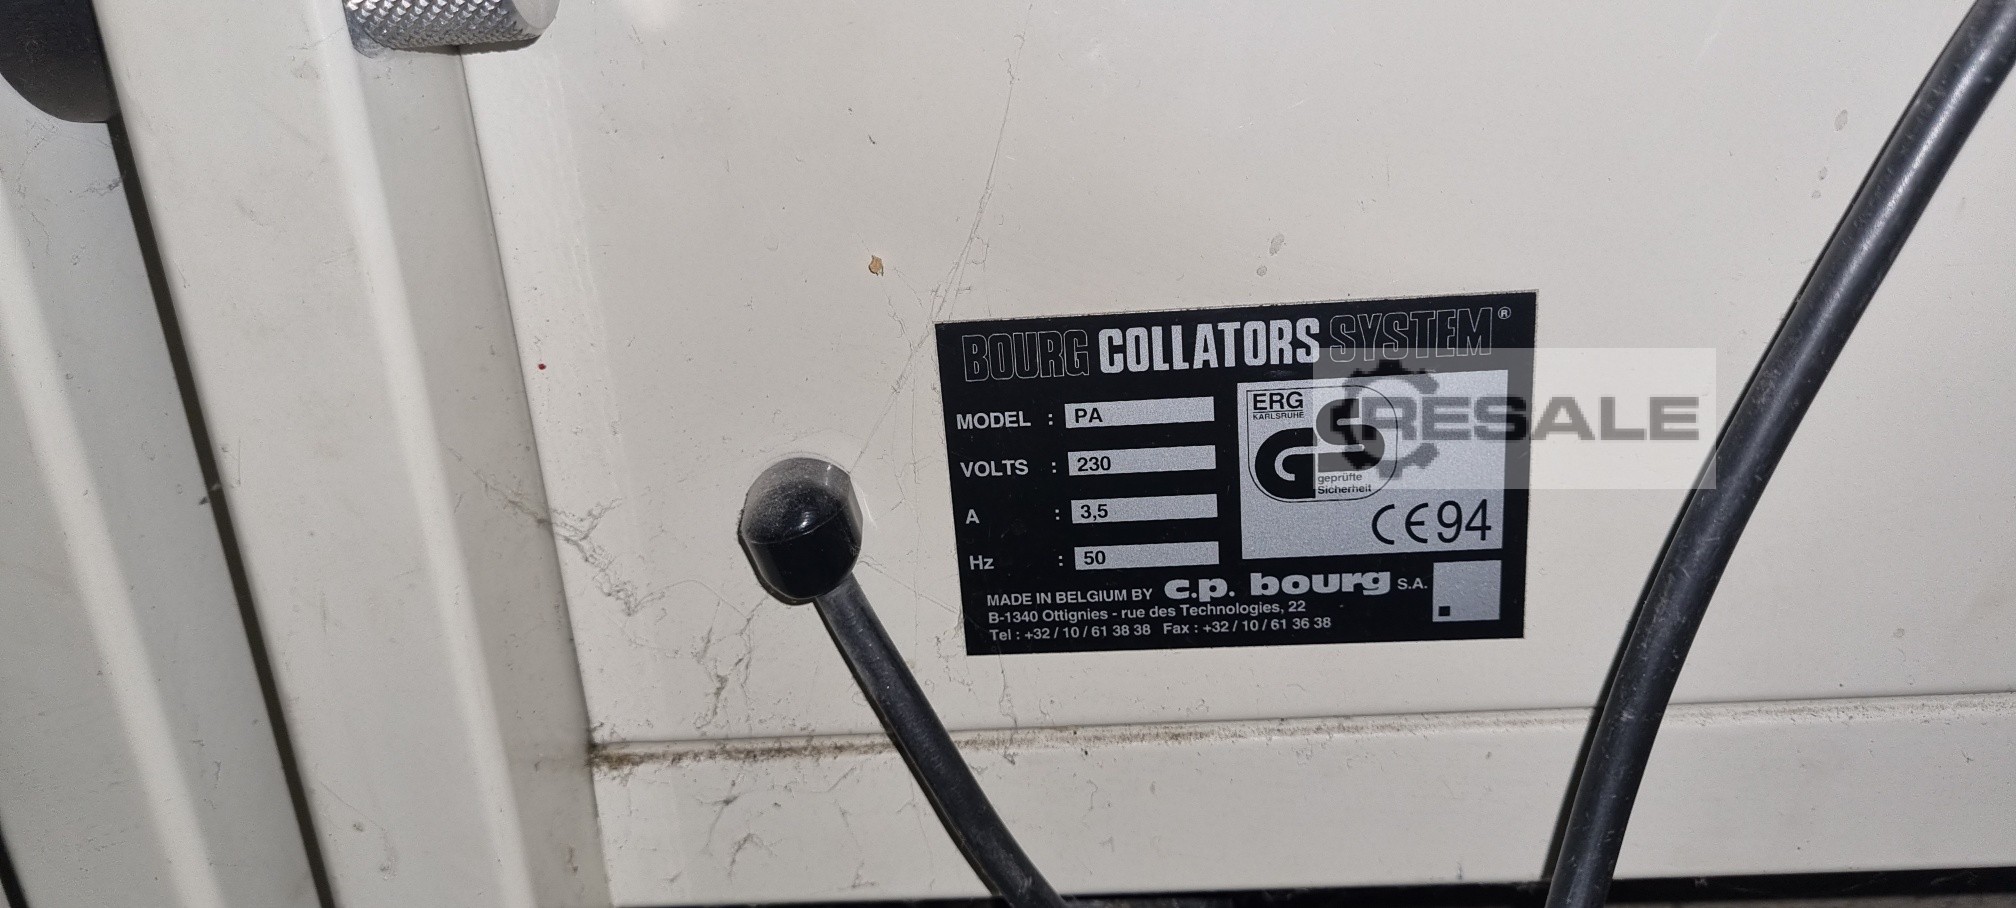 BOURG COLLATORS SYSTEM®
MODEL : PA
VOLTS : 230
A : 3,5
Hz : 50
ERG
KARLSRUHE
GS
geprüfte
Sicherheit
CE94
RESALE
MADE IN BELGIUM BY c.p. bourg S.A.
B-1340 Ottignies - rue des Technologies, 22
Tel : +32 / 10 / 61 38 38 Fax : +32 / 10 / 61 36 38